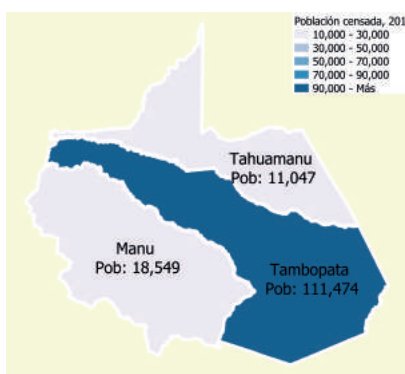 Población censada, 201
10,000 - 30,000
30,000 - 50,000
50,000 - 70,000
70,000 - 90,000
90,000 - Más
Tahuamanu
Pob: 11,047
Manu
Pob: 18,549
Tambopata
Pob: 111,474